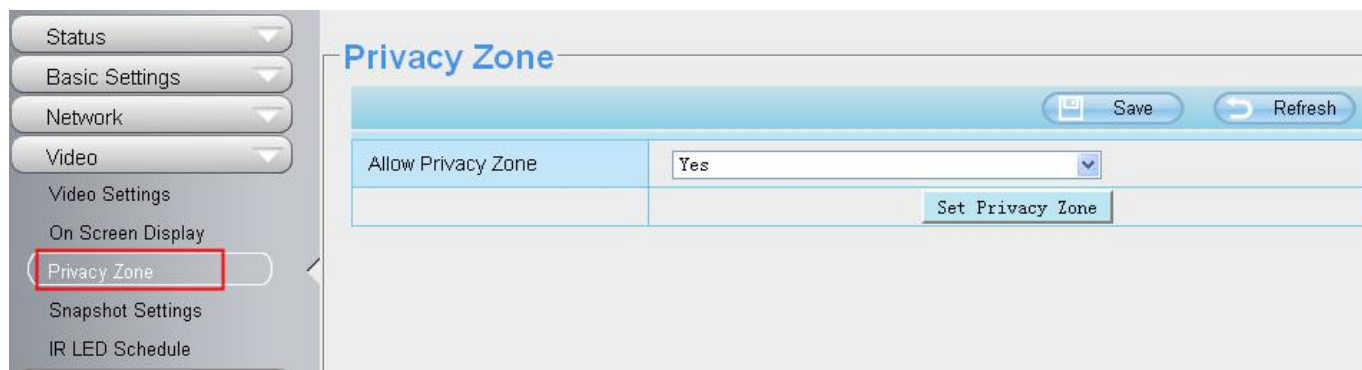 Status
Basic Settings
Network
Video
Video Settings
On Screen Display
Privacy Zone
Snapshot Settings
IR LED Schedule
Privacy Zone
Save Refresh
Allow Privacy Zone Yes
Set Privacy Zone